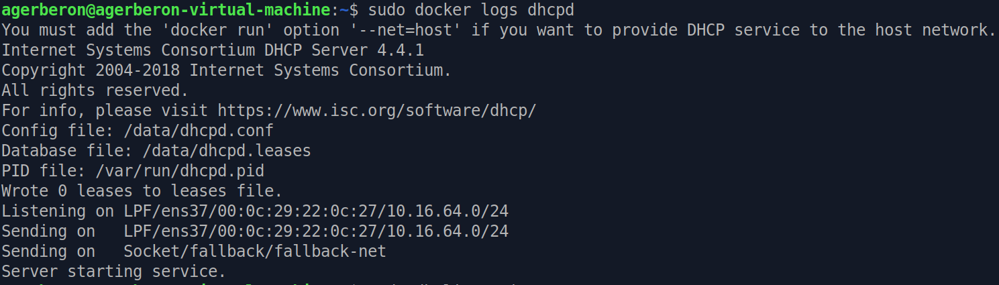 agerberon@agerberon-virtual-machine:~$ sudo docker logs dhcpd
You must add the 'docker run' option '--net=host' if you want to provide DHCP service to the host network.
Internet Systems Consortium DHCP Server 4.4.1
Copyright 2004-2018 Internet Systems Consortium.
All rights reserved.
For info, please visit https://www.isc.org/software/dhcp/
Config file: /data/dhcpd.conf
Database file: /data/dhcpd.leases
PID file: /var/run/dhcpd.pid
Wrote 0 leases to leases file.
Listening on LPF/ens37/00:0c:29:22:0c:27/10.16.64.0/24
Sending on   LPF/ens37/00:0c:29:22:0c:27/10.16.64.0/24
Sending on   Socket/fallback/fallback-net
Server starting service.